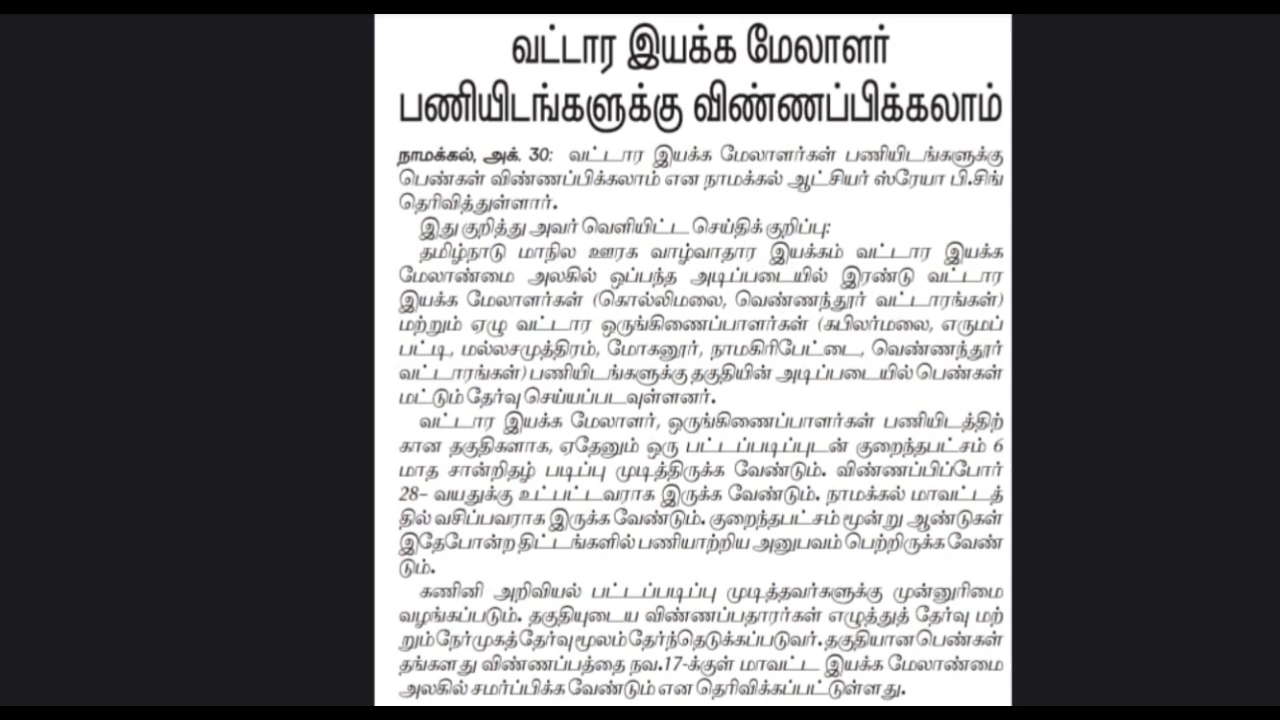 வட்டார இயக்க மேலாளர்
பணியிடங்களுக்கு விண்ணப்பிக்கலாம்
நாமக்கல், அக். 30: வட்டார இயக்க மேலாளர்கள் பணியிடங்களுக்கு
பெண்கள் விண்ணப்பிக்கலாம் என நாமக்கல் ஆட்சியர் ஸ்ரேயா பி.சிங்
தெரிவித்துள்ளார்.
இது குறித்து அவர் வெளியிட்ட செய்திக் குறிப்பு:
தமிழ்நாடு மாநில ஊரக வாழ்வாதார இயக்கம் வட்டார இயக்க
மேலாண்மை அலகில் ஒப்பந்த அடிப்படையில் இரண்டு வட்டார
இயக்க மேலாளர்கள் (கொல்லிமலை, வெண்ணந்தூர் வட்டாரங்கள்)
மற்றும் ஏழு வட்டார ஒருங்கிணைப்பாளர்கள் (கபிலர்மலை, எருமப்
பட்டி, மல்லசமுத்திரம், மோகனூர், நாமகிரிபேட்டை, வெண்ணந்தூர்
வட்டாரங்கள்) பணியிடங்களுக்கு தகுதியின் அடிப்படையில் பெண்கள்
மட்டும் தேர்வு செய்யப்படவுள்ளனர்.
வட்டார இயக்க மேலாளர், ஒருங்கிணைப்பாளர்கள் பணியிடத்திற்
கான தகுதிகளாக, ஏதேனும் ஒரு பட்டப்படிப்புடன் குறைந்தபட்சம் 6
மாத சான்றிதழ் படிப்பு முடித்திருக்க வேண்டும். விண்ணப்பிப்போர்
28– வயதுக்கு உட்பட்டவராக இருக்க வேண்டும். நாமக்கல் மாவட்டத்
தில் வசிப்பவராக இருக்க வேண்டும். குறைந்தபட்சம் மூன்று ஆண்டுகள்
இதேபோன்ற திட்டங்களில் பணியாற்றிய அனுபவம் பெற்றிருக்க வேண்
டும்.
கணினி அறிவியல் பட்டப்படிப்பு முடித்தவர்களுக்கு முன்னுரிமை
வழங்கப்படும். தகுதியுடைய விண்ணப்பதாரர்கள் எழுத்துத் தேர்வு மற்
றும் நேர்முகத் தேர்வு மூலம் தேர்ந்தெடுக்கப்படுவர். தகுதியான பெண்கள்
தங்களது விண்ணப்பத்தை நவ.17-க்குள் மாவட்ட இயக்க மேலாண்மை
அலகில் சமர்ப்பிக்க வேண்டும் என தெரிவிக்கப்பட்டுள்ளது.